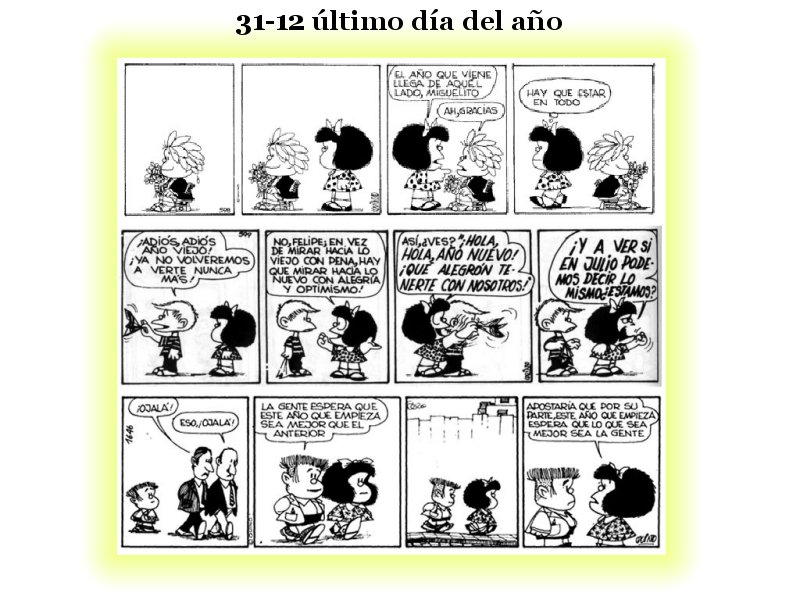 31-12 último día del año
EL AÑO QUE VIENE
LLEGA DE AQUEL
LADO, MIGUELITO
AH, GRACIAS
HAY QUE ESTAR
EN TODO
508
509
¡ADIÓS, ADIÓS
AÑO VIEJO!
¡YA NO VOLVEREMOS
A VERTE NUNCA
MÁS!
NO, FELIPE; EN VEZ
DE MIRAR HACIA LO
VIEJO CON PENA, HAY
QUE MIRAR HACIA LO
NUEVO CON ALEGRÍA
Y OPTIMISMO!
ASÍ, ¿VES? "¡HOLA,
HOLA, AÑO NUEVO!
¡QUÉ ALEGRÓN TE-
NERTE CON NOSOTROS!
¡Y A VER SI
EN JULIO PODE-
MOS DECIR LO
MISMO, ¿ESTAMOS?
1646
¡OJALÁ!
ESO, ¡OJALÁ!
LA GENTE ESPERA QUE
ESTE AÑO QUE EMPIEZA
SEA MEJOR QUE EL
ANTERIOR
APOSTARÍA QUE POR SU
PARTE, ESTE AÑO QUE EMPIEZA
ESPERA QUE LO QUE SEA
MEJOR SEA LA GENTE
QUINO